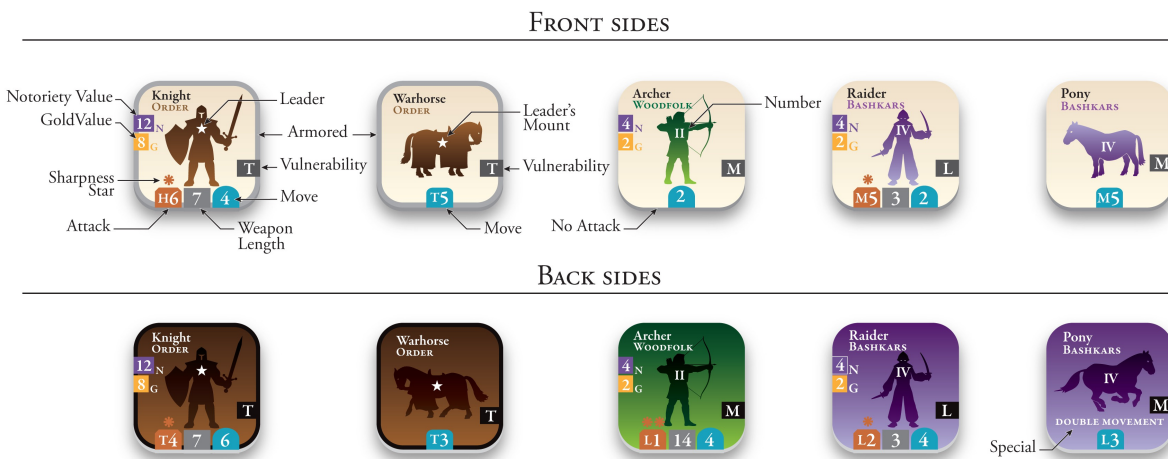 FRONT SIDES
Notoriety Value
GoldValue
Sharpness
Star
Attack
Knight
ORDER
12 N
8 G
T
H6 7 4
Leader
Armored
Vulnerability
Move
Weapon
Length
Warhorse
ORDER
T
T5
Leader's
Mount
Vulnerability
Move
Archer
WOODFOLK
4 N
2 G
II
M
2
Number
No Attack
Raider
BASHKARS
4 N
2 G
IV
L
M5 3 2
Pony
BASHKARS
IV
M
M5
BACK SIDES
Knight
ORDER
12 N
8 G
T
T4 7 6
Warhorse
ORDER
T
T3
Archer
WOODFOLK
4 N
2 G
II
M
L1 14 4
Raider
BASHKARS
4 N
2 G
IV
L
L2 3 4
Pony
BASHKARS
IV
M
DOUBLE MOVEMENT
L3
Special